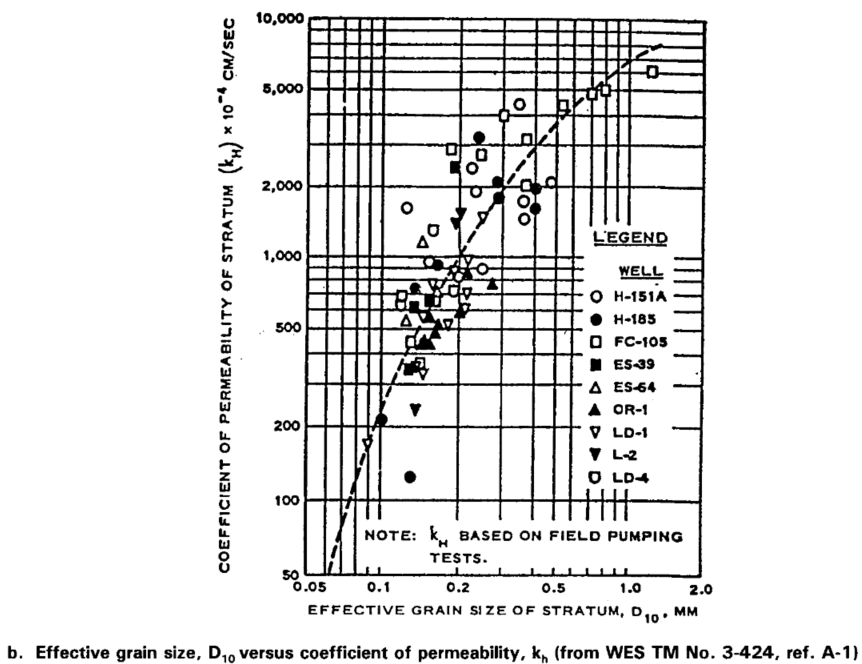 10,000
5,000
2,000
1,000
500
200
100
50
COEFFICIENT OF PERMEABILITY OF STRATUM (kH) × 10⁻⁴ CM/SEC
LEGEND
WELL
H-151A
H-185
FC-105
ES-39
ES-64
OR-1
LD-1
L-2
LD-4
NOTE: kH BASED ON FIELD PUMPING
TESTS.
0.05 0.1 0.2 0.5 1.0 2.0
EFFECTIVE GRAIN SIZE OF STRATUM, D10, MM
b. Effective grain size, D10 versus coefficient of permeability, kh (from WES TM No. 3-424, ref. A-1)